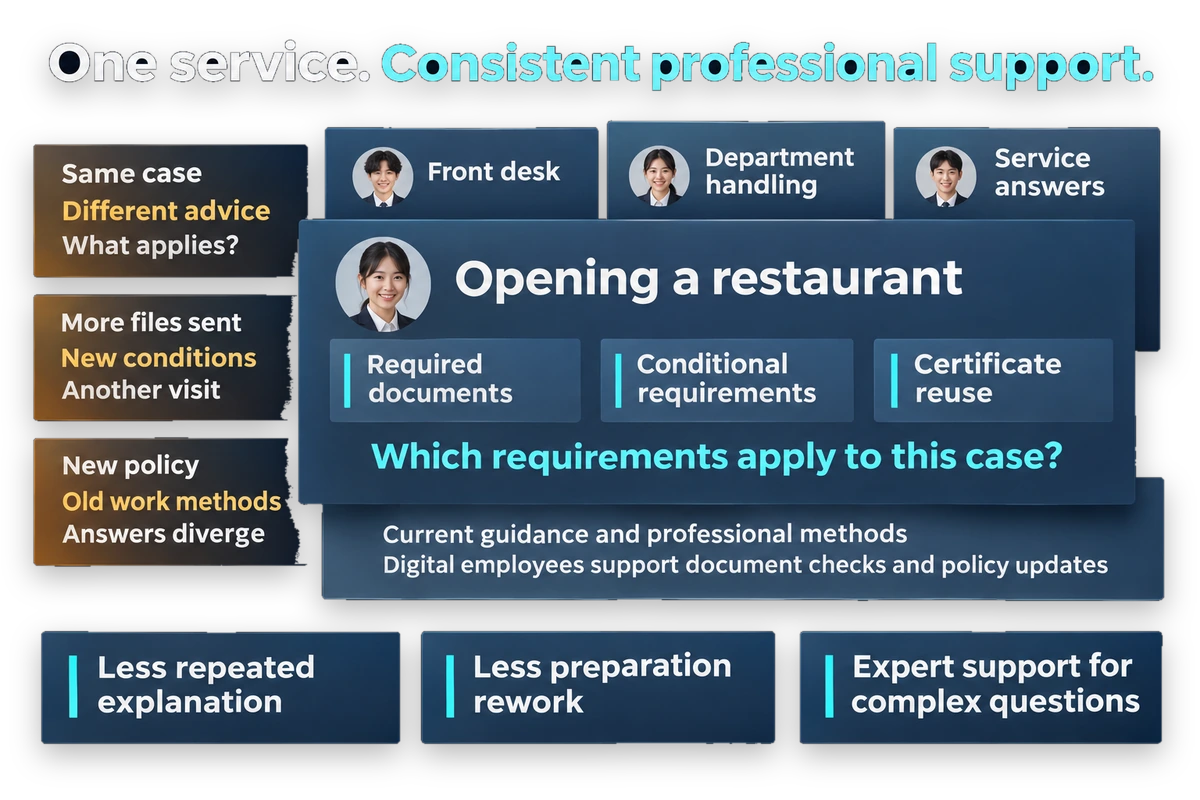 One service. Consistent professional support.
Same case
Different advice
What applies?
More files sent
New conditions
Another visit
New policy
Old work methods
Answers diverge
Front desk
Department
handling
Service
answers
Opening a restaurant
Required
documents
Conditional
requirements
Certificate
reuse
Which requirements apply to this case?
Current guidance and professional methods
Digital employees support document checks and policy updates
Less repeated
explanation
Less preparation
rework
Expert support for
complex questions